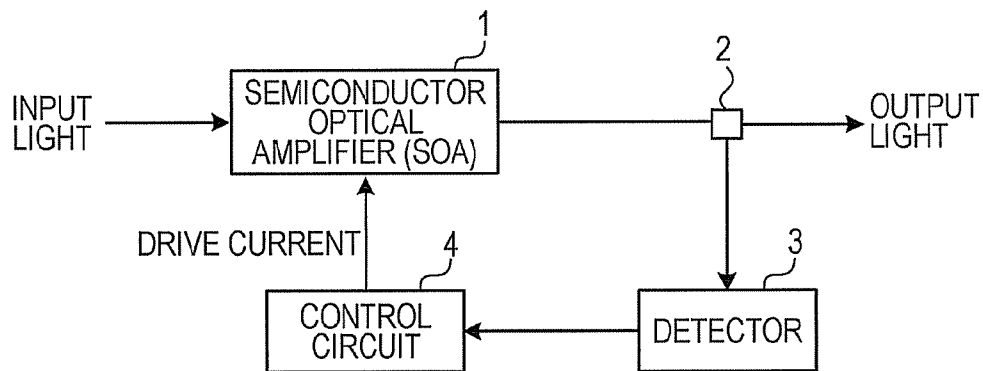 1
2
INPUT
LIGHT
SEMICONDUCTOR
OPTICAL
AMPLIFIER (SOA)
OUTPUT
LIGHT
DRIVE CURRENT
4
3
CONTROL
CIRCUIT
DETECTOR